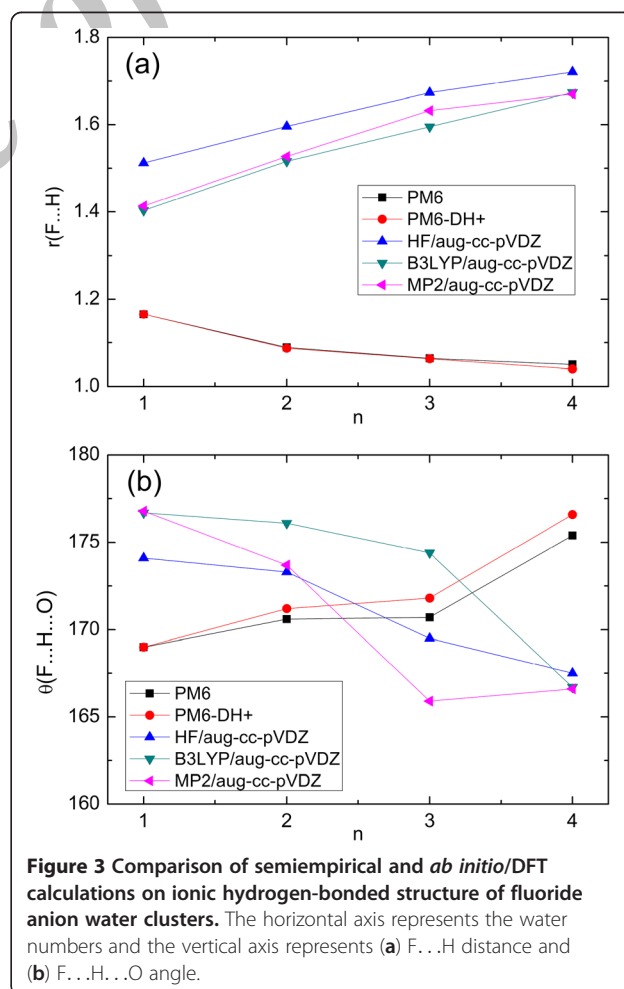 (a)
1.8
1.6
1.4
1.2
1.0
r(F...H)
PM6
PM6-DH+
HF/aug-cc-pVDZ
B3LYP/aug-cc-pVDZ
MP2/aug-cc-pVDZ
1 2 3 4
n
(b)
180
175
170
165
160
θ(F...H...O)
PM6
PM6-DH+
HF/aug-cc-pVDZ
B3LYP/aug-cc-pVDZ
MP2/aug-cc-pVDZ
1 2 3 4
n
Figure 3 Comparison of semiempirical and ab initio/DFT
calculations on ionic hydrogen-bonded structure of fluoride
anion water clusters. The horizontal axis represents the water
numbers and the vertical axis represents (a) F...H distance and
(b) F...H...O angle.